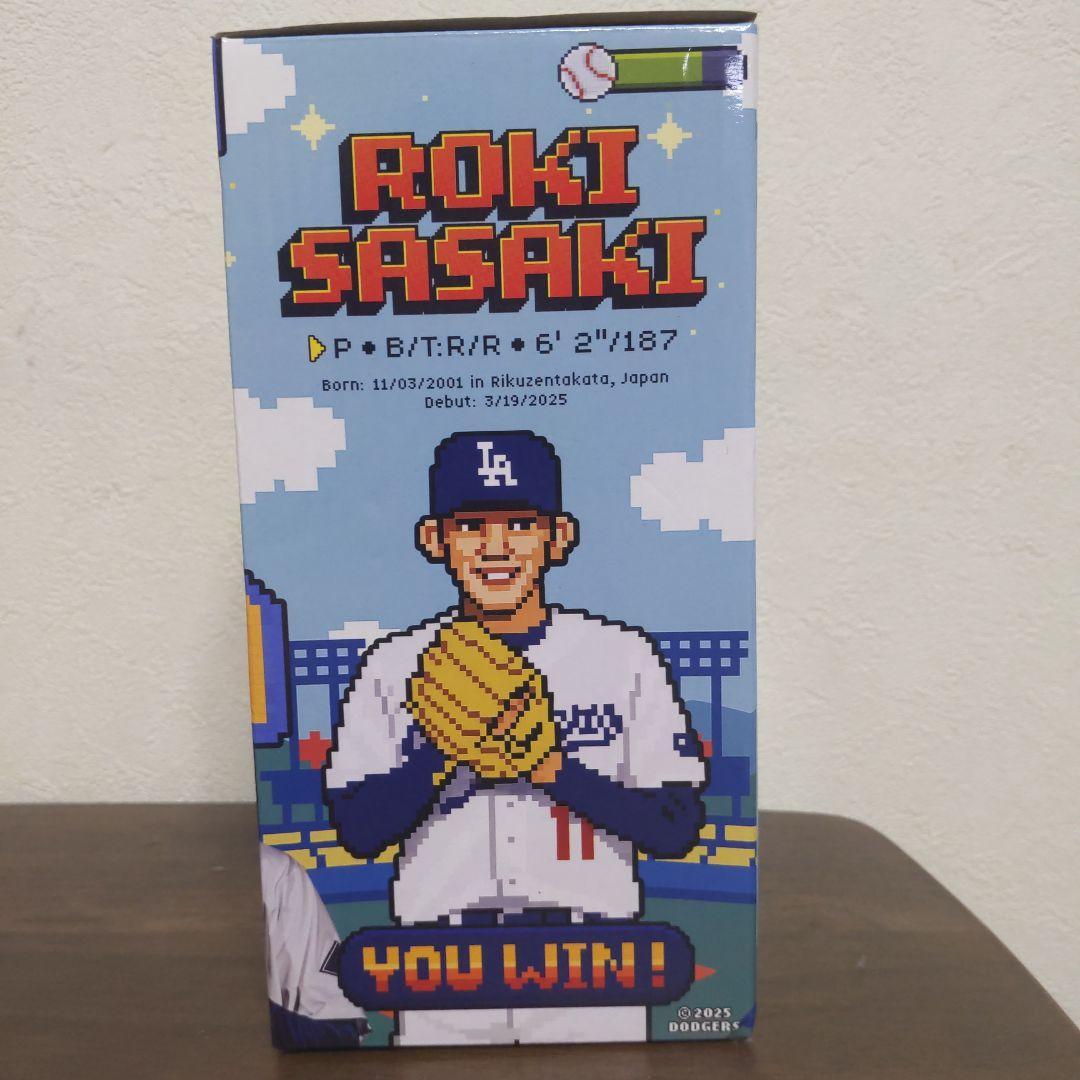 ROKI
SASAKI
P • B/T:R/R • 6' 2"/187
Born: 11/03/2001 in Rikuzentakata, Japan
Debut: 3/19/2025
LA
11
YOU WIN!
©2025
DODGERS